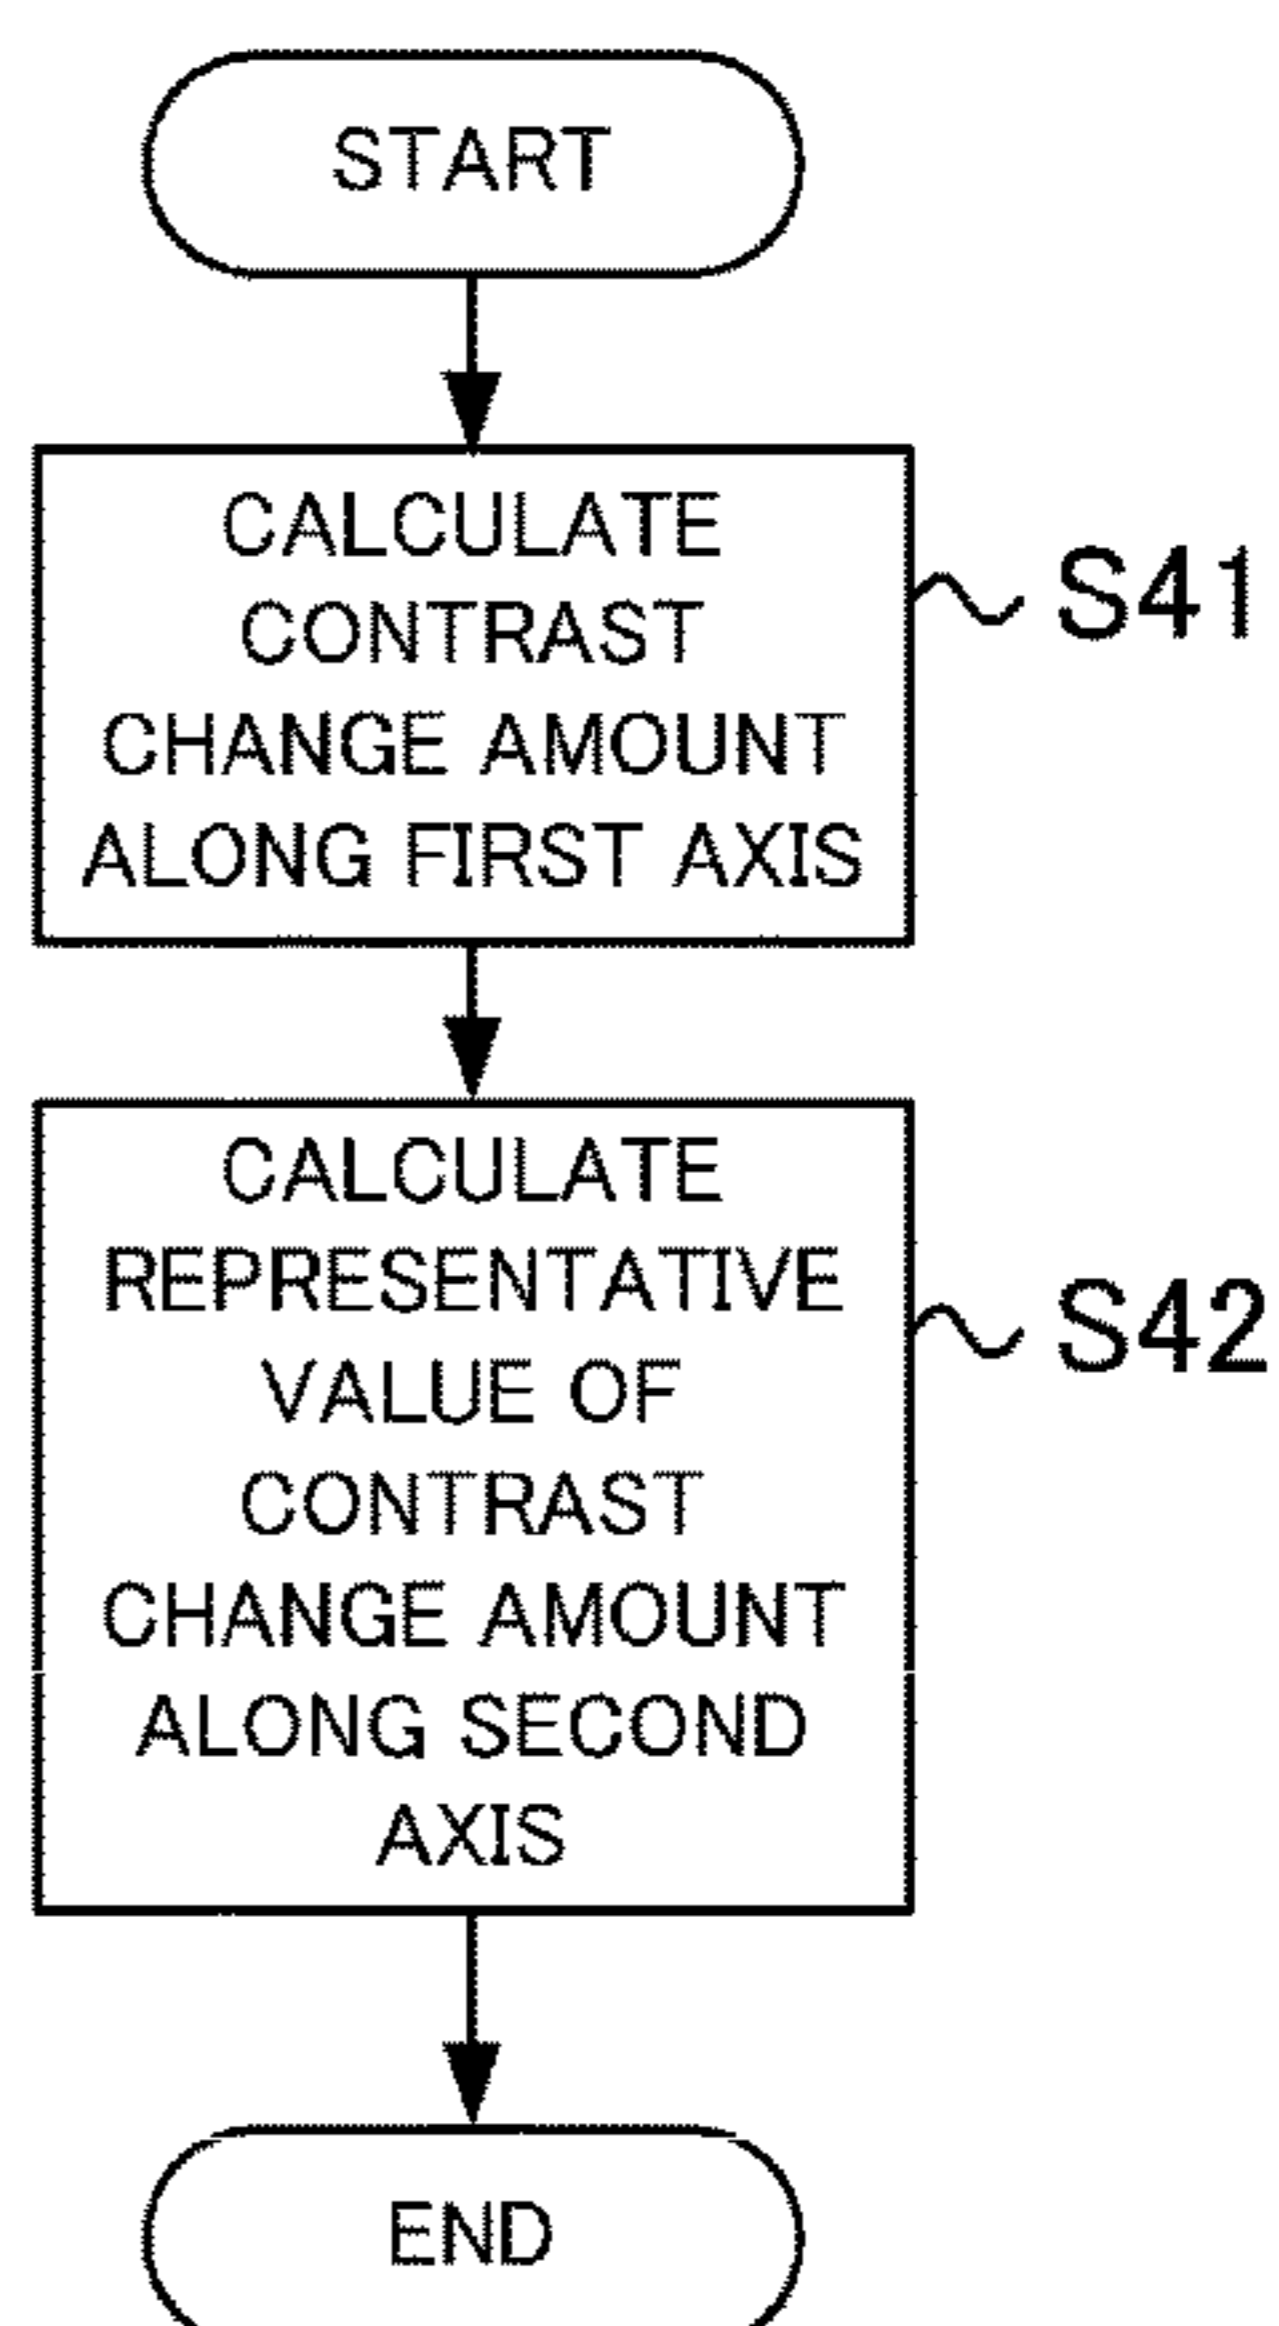 START
CALCULATE
CONTRAST
CHANGE AMOUNT
ALONG FIRST AXIS
S41
CALCULATE
REPRESENTATIVE
VALUE OF
CONTRAST
CHANGE AMOUNT
ALONG SECOND
AXIS
S42
END